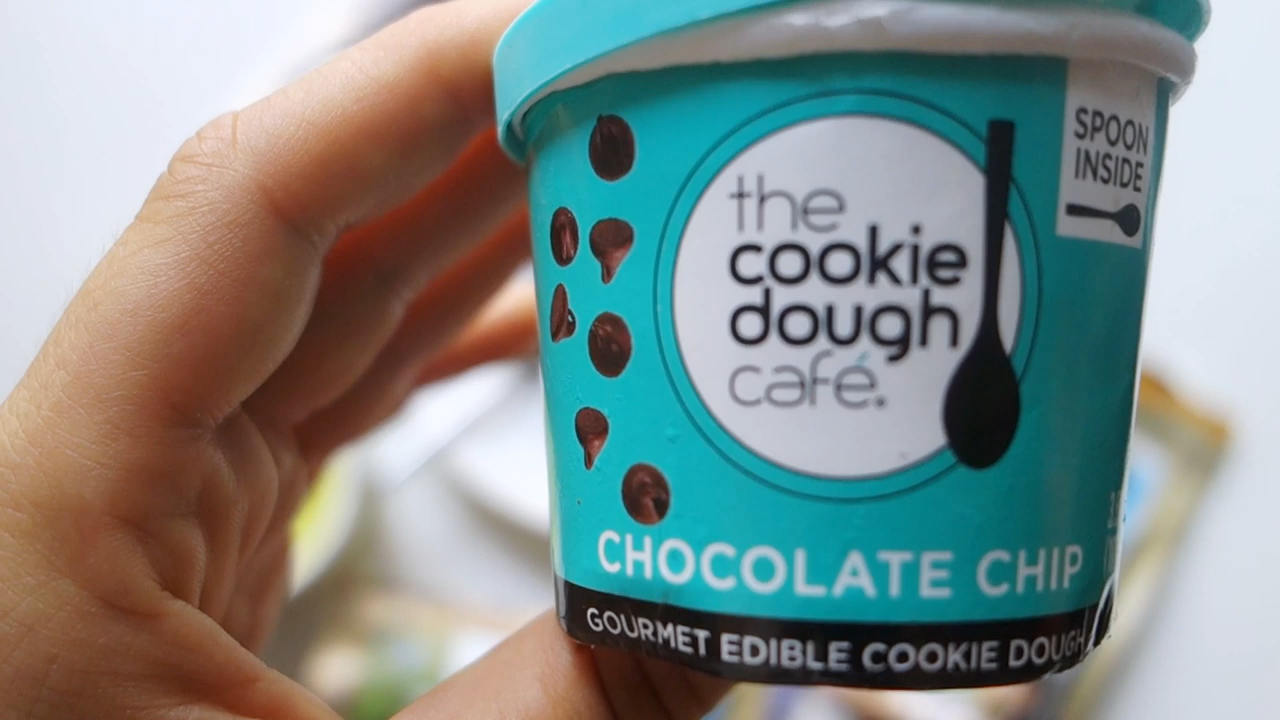 the
cookie
dough
café.
SPOON
INSIDE
CHOCOLATE CHIP
GOURMET EDIBLE COOKIE DOUGH